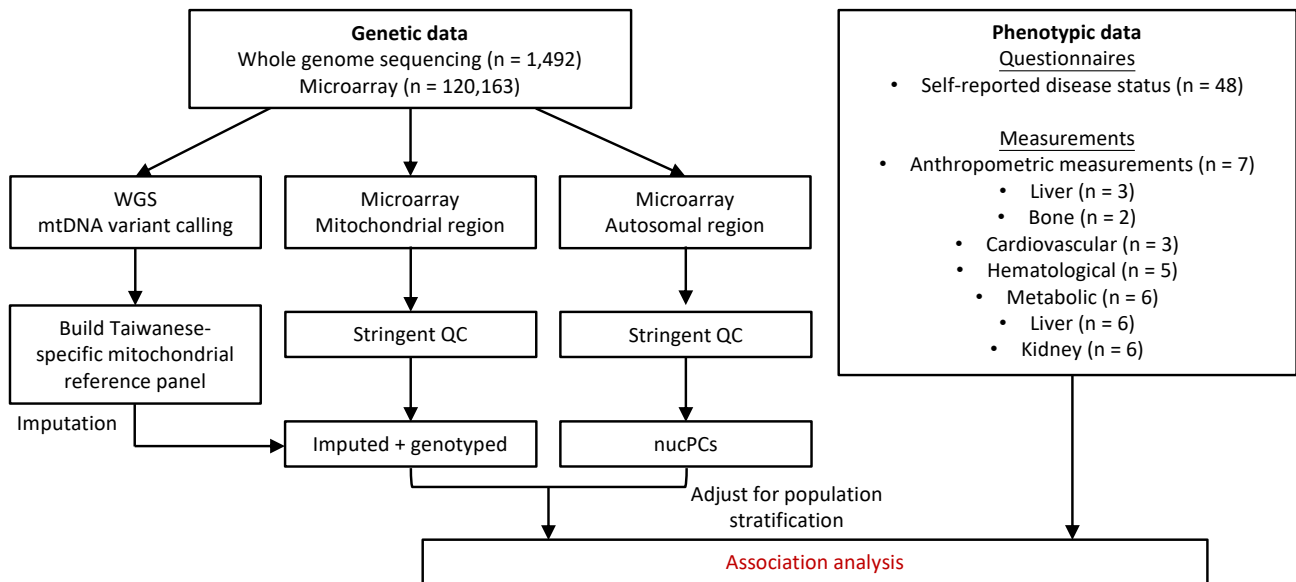 Genetic data
Whole genome sequencing (n = 1,492)
Microarray (n = 120,163)
WGS
mtDNA variant calling
Microarray
Mitochondrial region
Microarray
Autosomal region
Build Taiwanese-
specific mitochondrial
reference panel
Stringent QC
Stringent QC
Imputation
Imputed + genotyped
nucPCs
Adjust for population
stratification
Phenotypic data
Questionnaires
• Self-reported disease status (n = 48)
Measurements
• Anthropometric measurements (n = 7)
• Liver (n = 3)
• Bone (n = 2)
• Cardiovascular (n = 3)
• Hematological (n = 5)
• Metabolic (n = 6)
• Liver (n = 6)
• Kidney (n = 6)
Association analysis